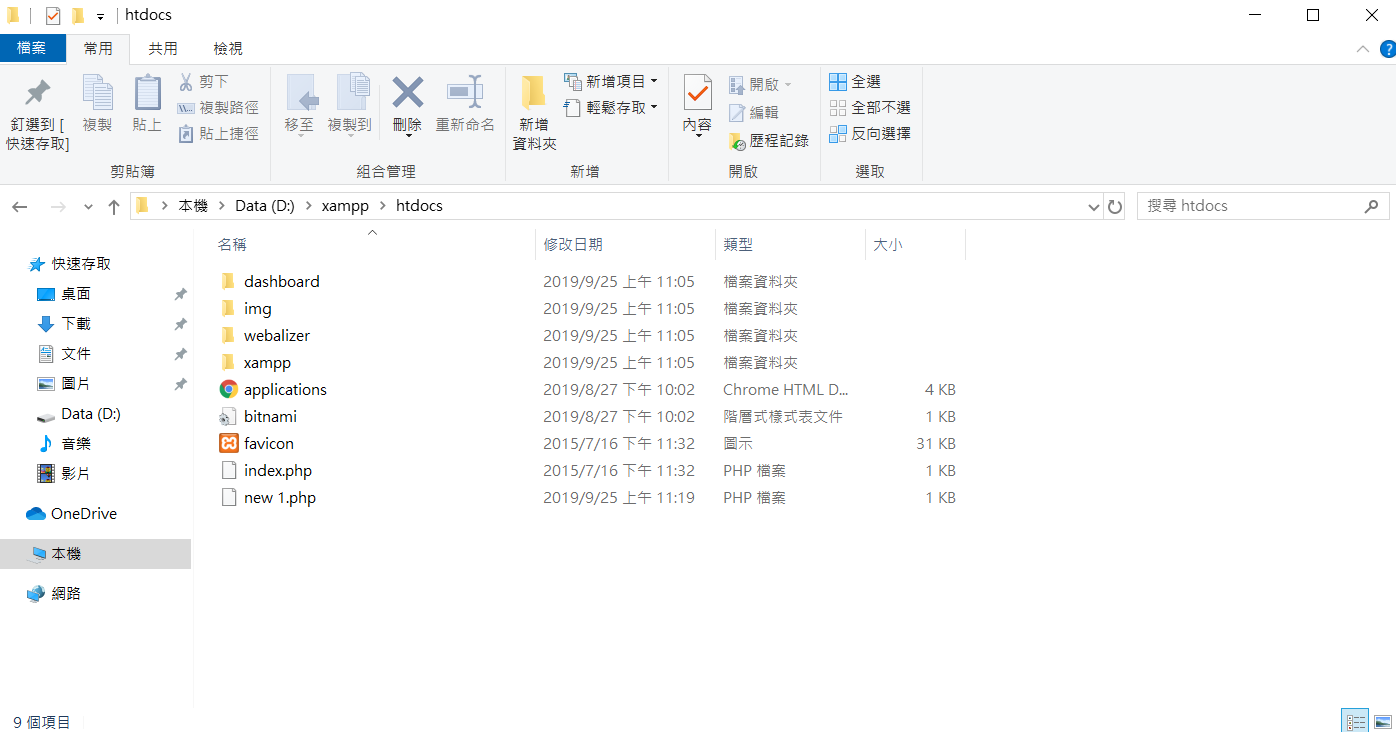 htdocs
檔案 常用 共用 檢視
釘選到 [
快速存取]
複製
貼上
剪下
複製路徑
貼上捷徑
剪貼簿
移至
複製到
刪除
重新命名
組合管理
新增
資料夾
新增項目
輕鬆存取
新增
內容
開啟
編輯
歷程記錄
開啟
全選
全部不選
反向選擇
選取
本機 > Data (D:) > xampp > htdocs
搜尋 htdocs
快速存取
桌面
下載
文件
圖片
Data (D:)
音樂
影片
OneDrive
本機
網路
名稱 修改日期 類型 大小
dashboard 2019/9/25 上午 11:05 檔案資料夾
img 2019/9/25 上午 11:05 檔案資料夾
webalizer 2019/9/25 上午 11:05 檔案資料夾
xampp 2019/9/25 上午 11:05 檔案資料夾
applications 2019/8/27 下午 10:02 Chrome HTML D... 4 KB
bitnami 2019/8/27 下午 10:02 階層式樣式表文件 1 KB
favicon 2015/7/16 下午 11:32 圖示 31 KB
index.php 2015/7/16 下午 11:32 PHP 檔案 1 KB
new 1.php 2019/9/25 上午 11:19 PHP 檔案 1 KB
9 個項目